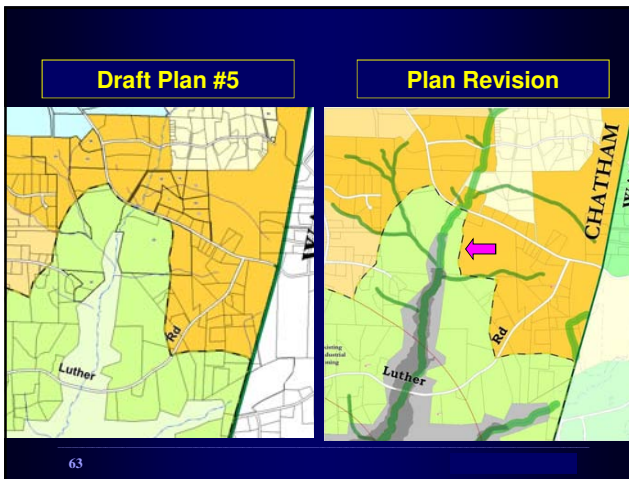 Draft Plan #5
Plan Revision
Luther
Rd
CHATHAM
Rd
Luther
63